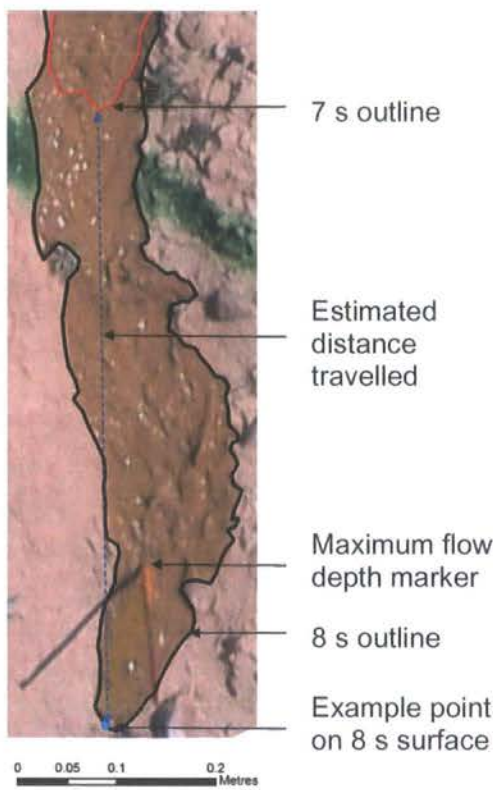 7 s outline
Estimated
distance
travelled
Maximum flow
depth marker
8 s outline
Example point
on 8 s surface
0 0.05 0.1 0.2
Metres